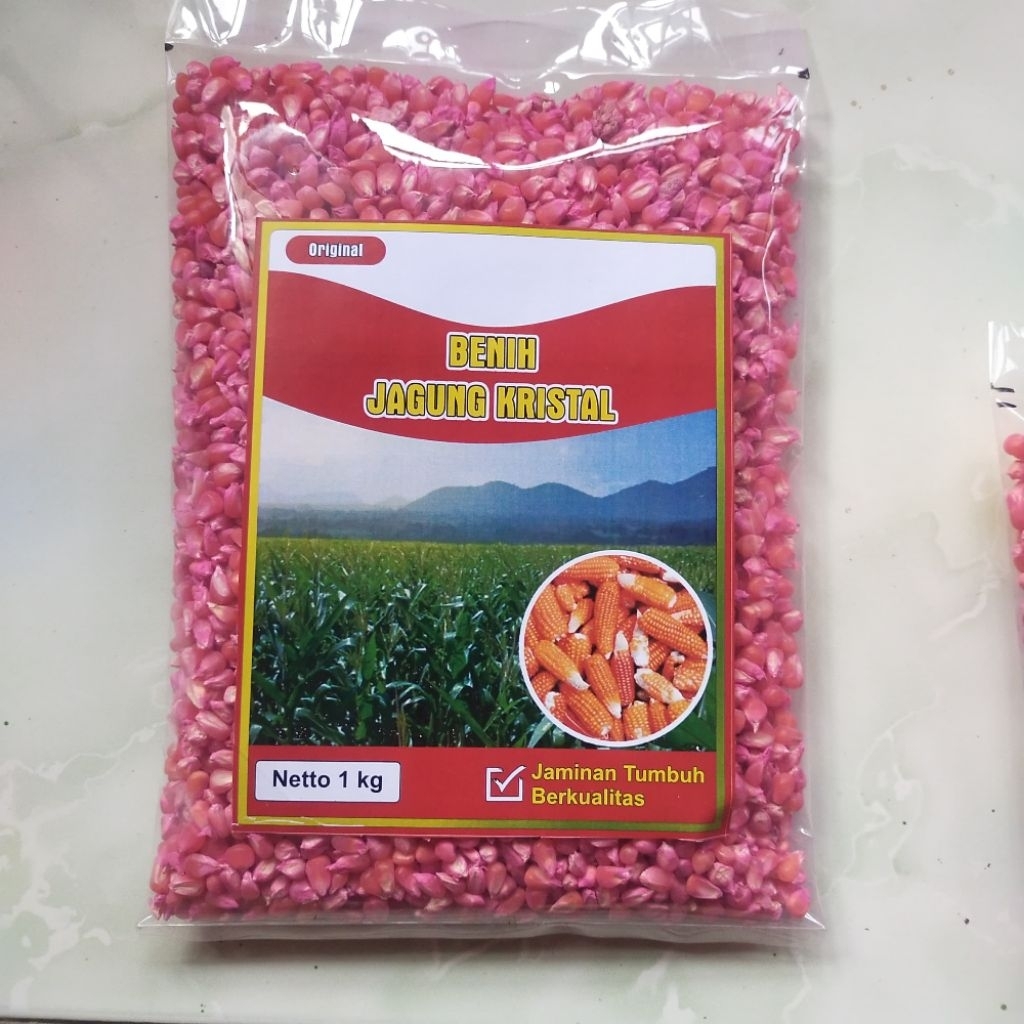 Original
BENIH
JAGUNG KRISTAL
Netto 1 kg
Jaminan Tumbuh
Berkualitas